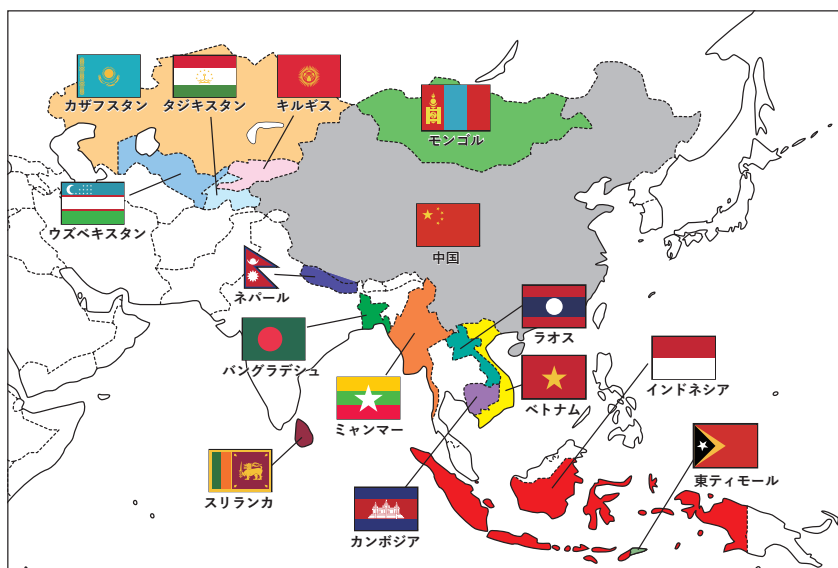 カザフスタン
タジキスタン
キルギス
モンゴル
ウズベキスタン
中国
ネパール
ラオス
バングラデシュ
インドネシア
ベトナム
ミャンマー
東ティモール
スリランカ
カンボジア